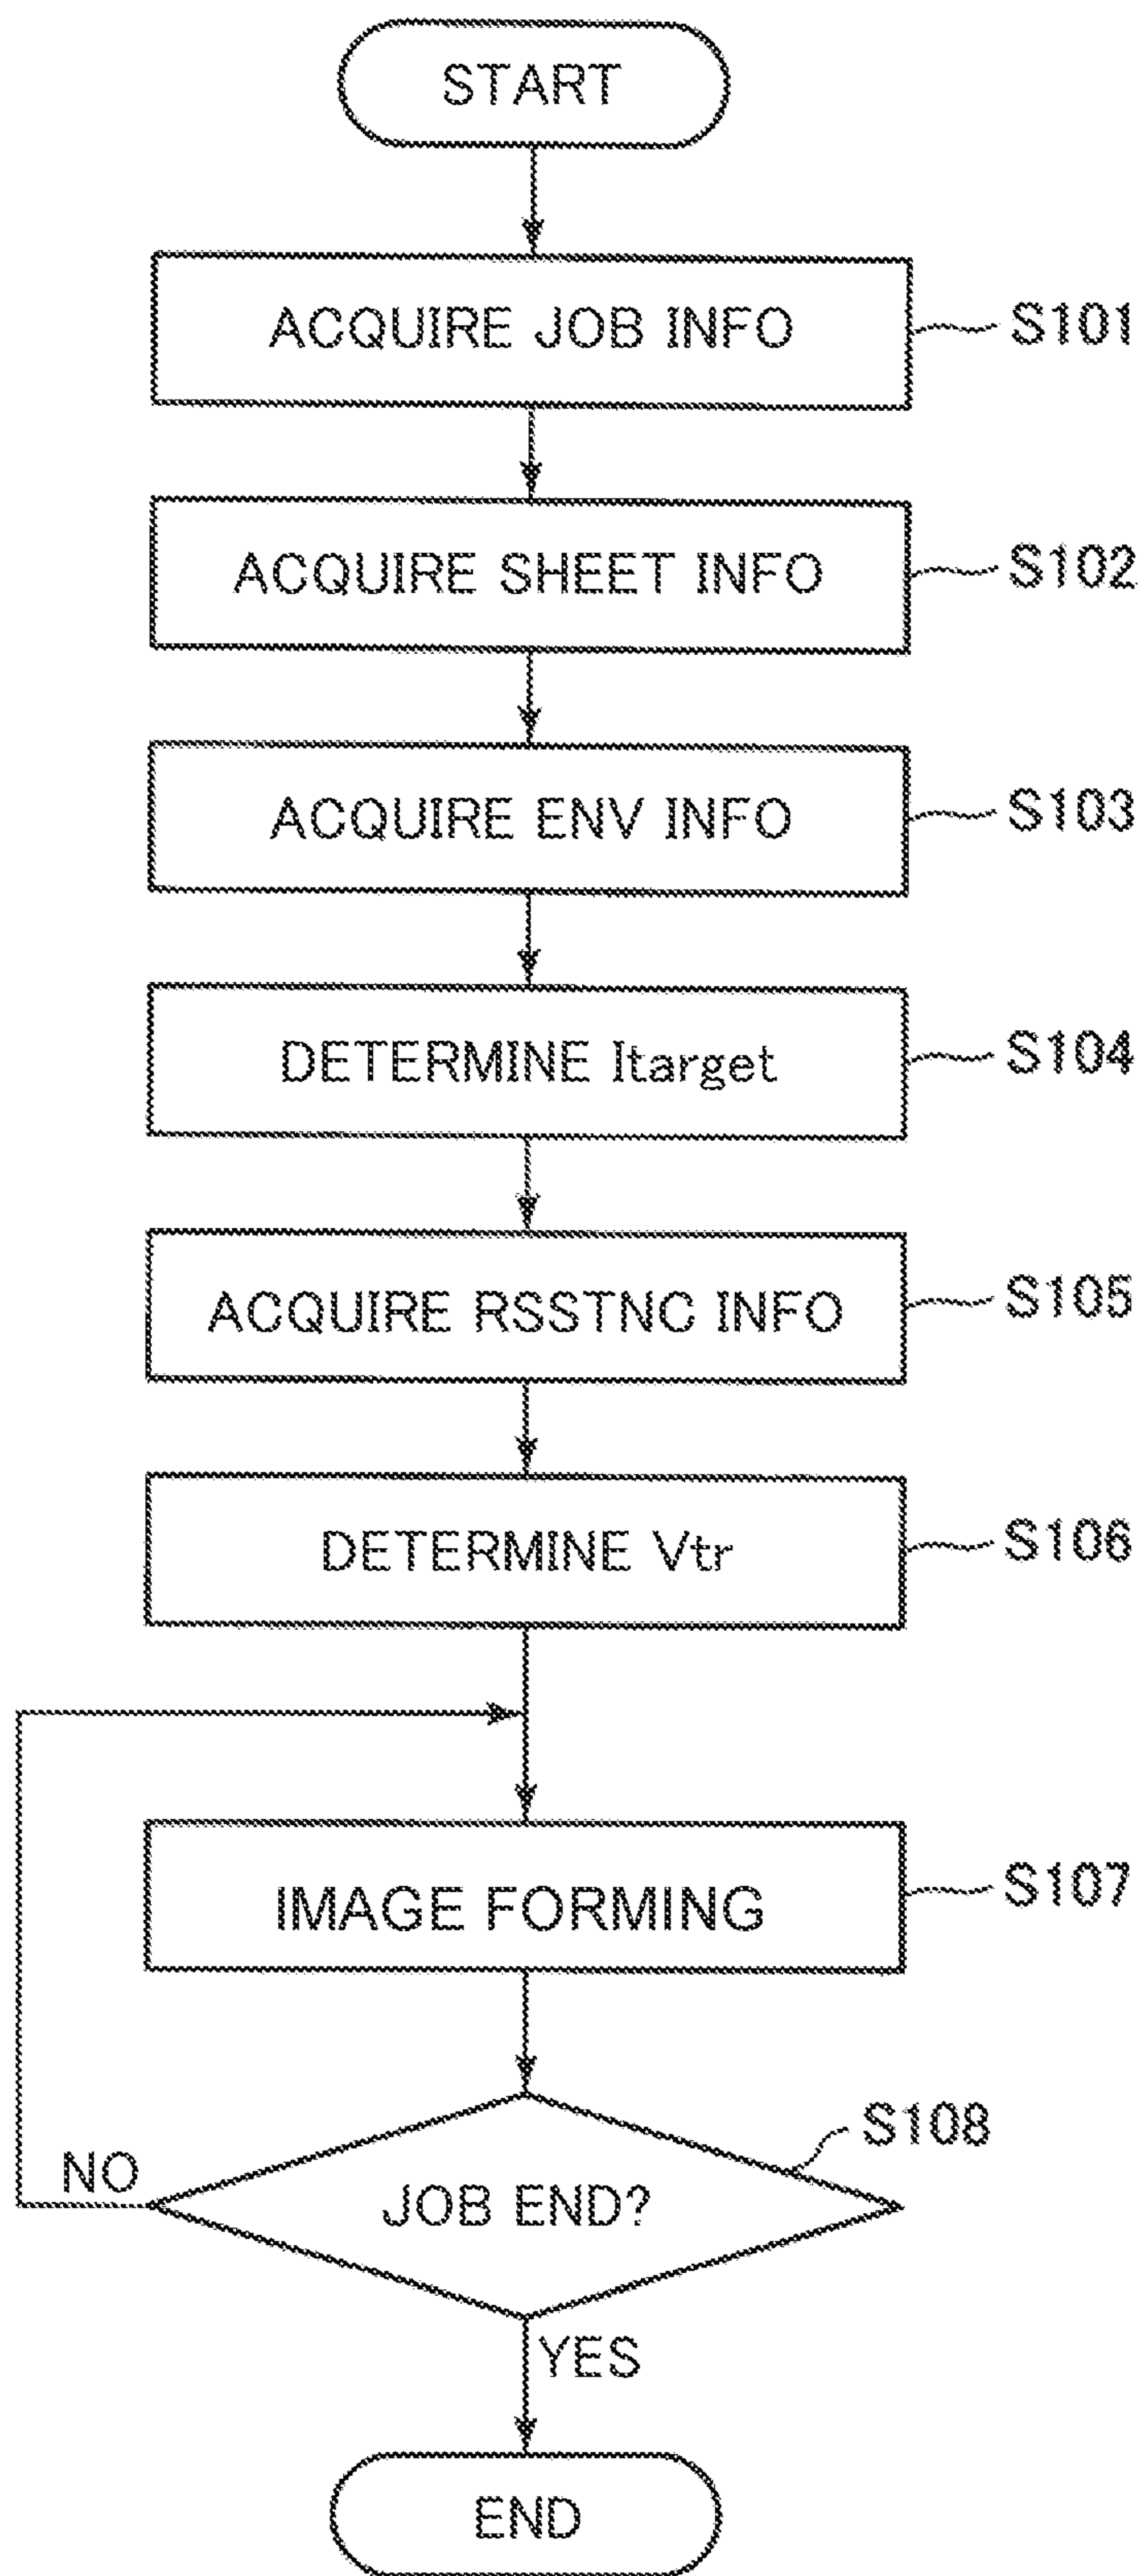 START
ACQUIRE JOB INFO
S101
ACQUIRE SHEET INFO
S102
ACQUIRE ENV INFO
S103
DETERMINE Itarget
S104
ACQUIRE RSSTNC INFO
S105
DETERMINE Vtr
S106
IMAGE FORMING
S107
S108
NO
JOB END?
YES
END